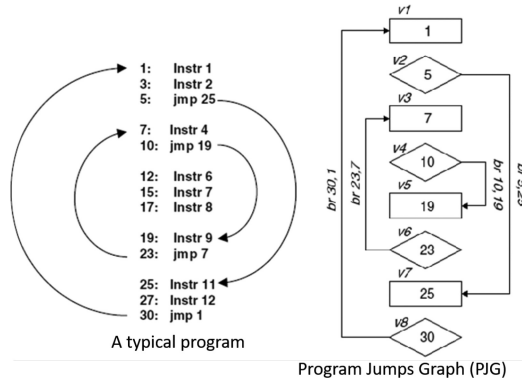 1: Instr 1
3: Instr 2
5: jmp 25
7: Instr 4
10: jmp 19
12: Instr 6
15: Instr 7
17: Instr 8
19: Instr 9
23: jmp 7
25: Instr 11
27: Instr 12
30: jmp 1
A typical program
v1
1
v2
5
v3
7
v4
10
v5
19
v6
23
v7
25
v8
30
br 30,1
br 23,7
br 10,19
Program Jumps Graph (PJG)